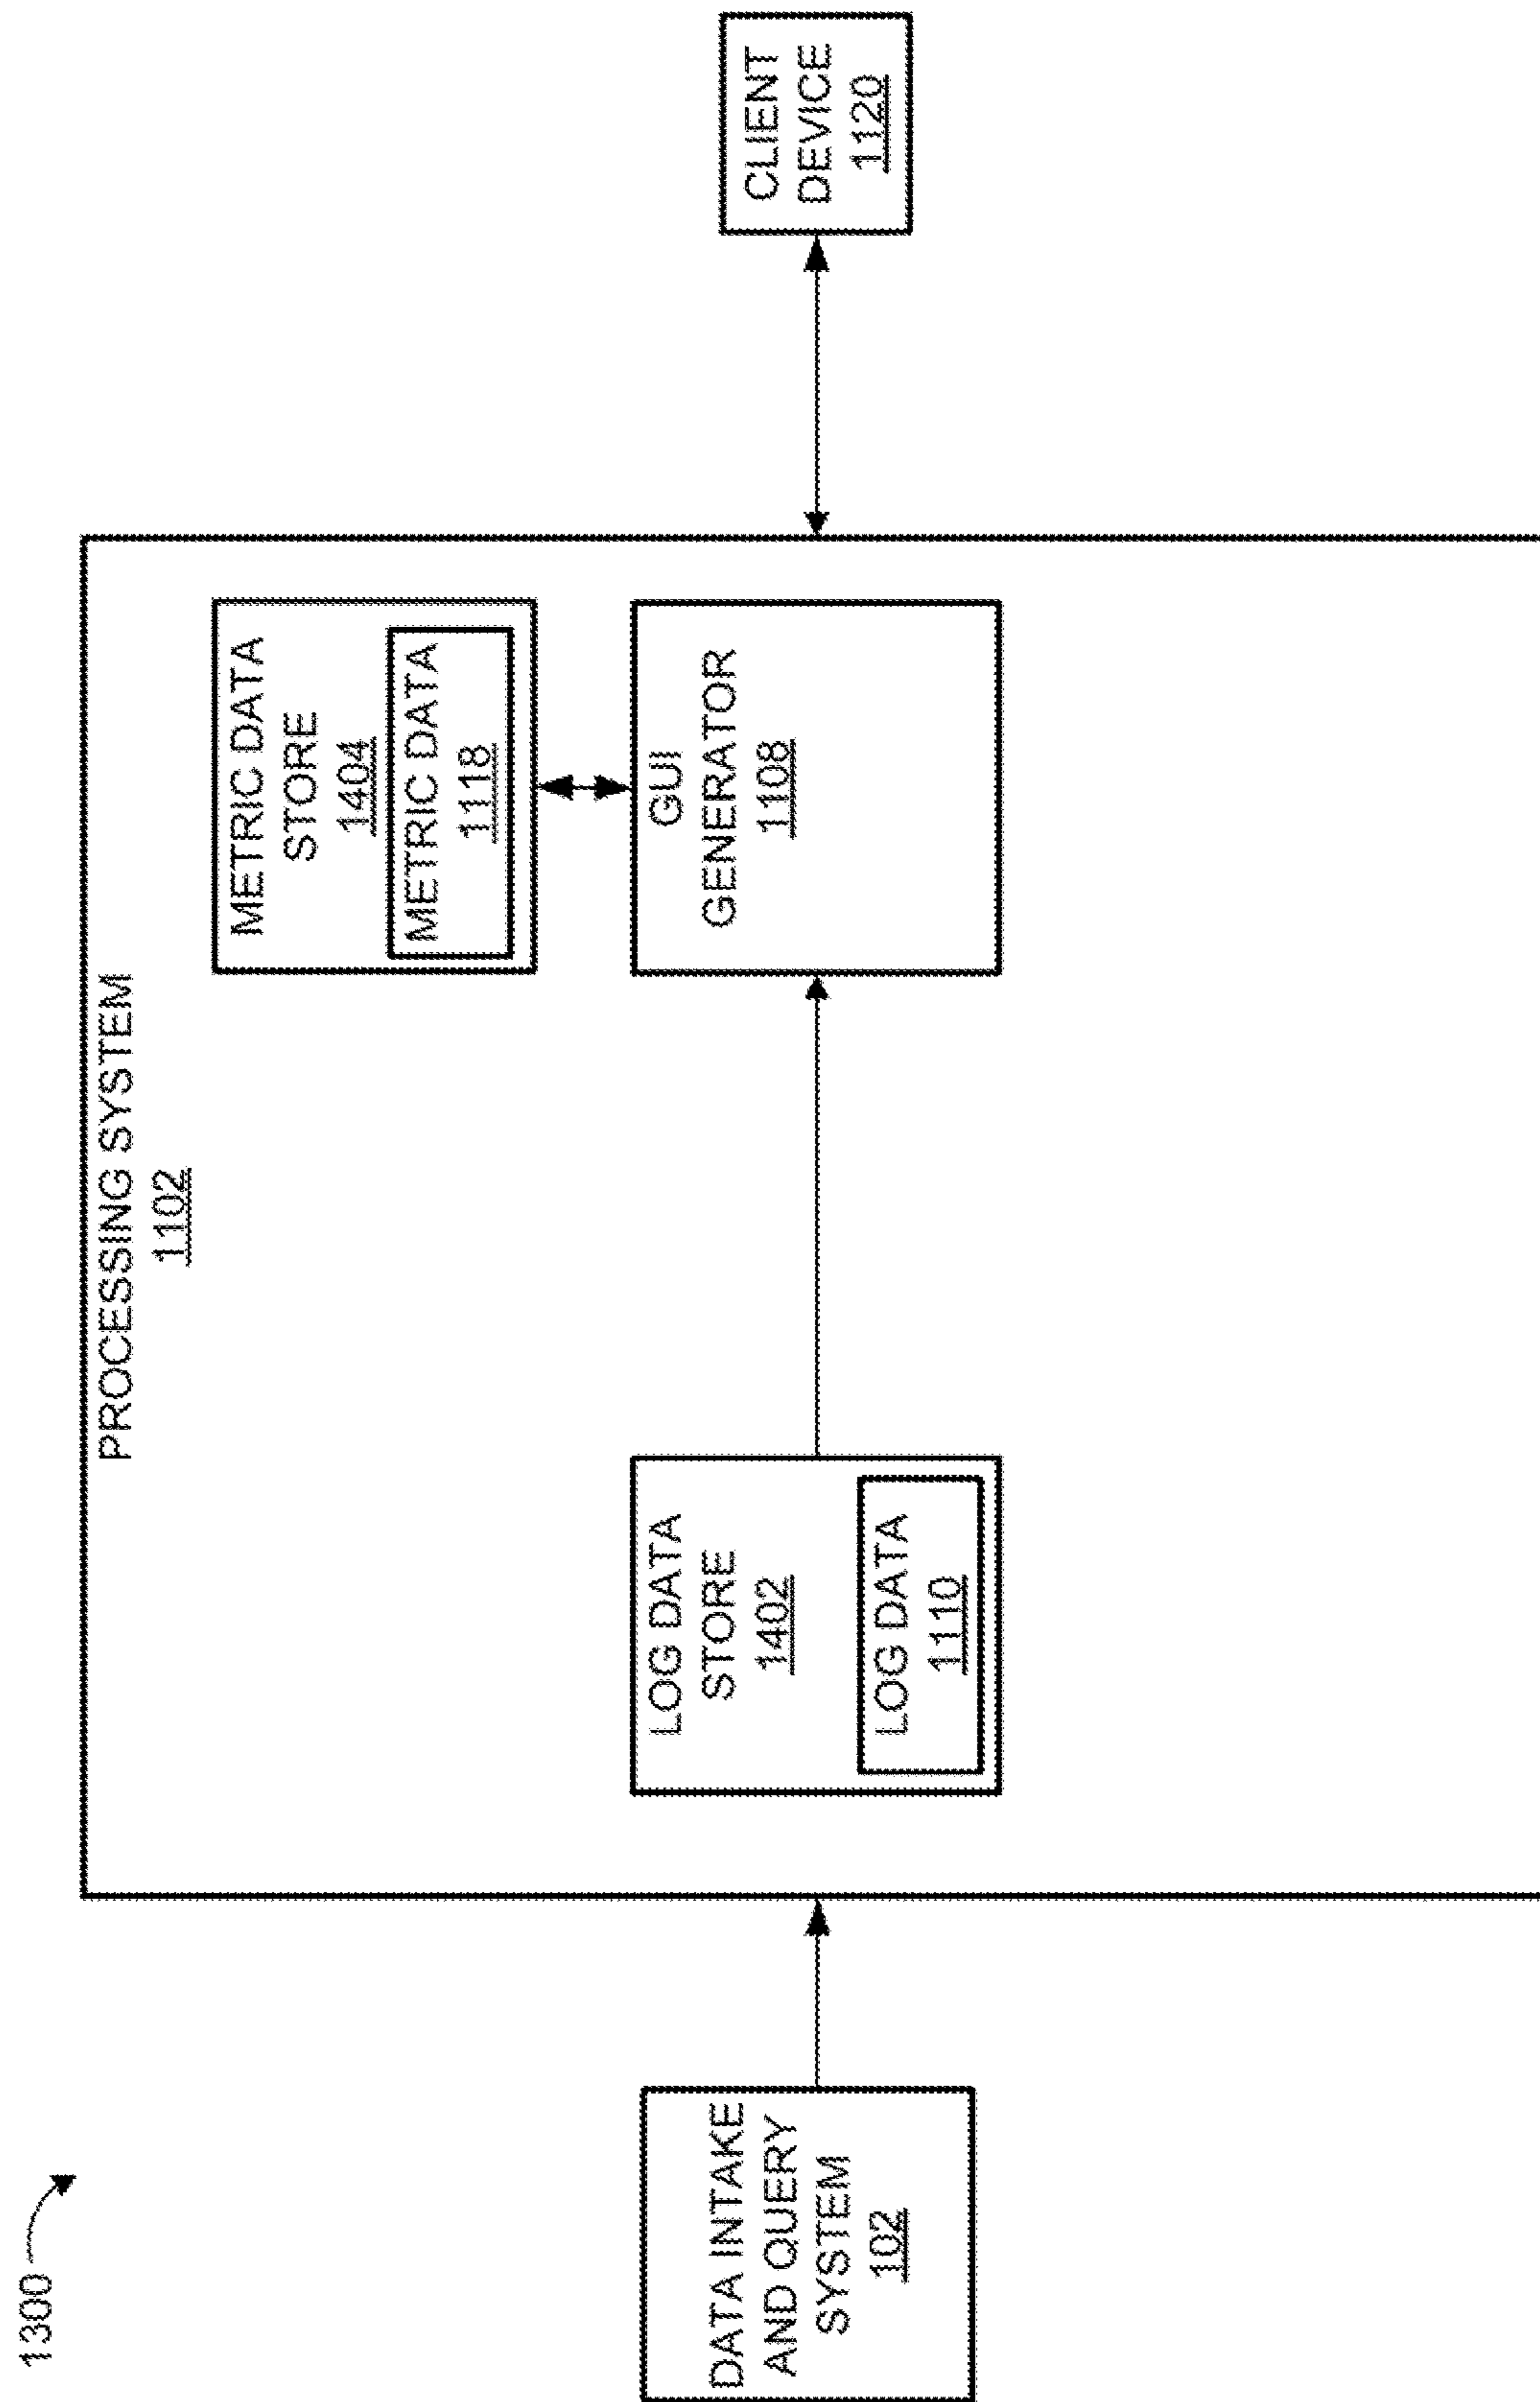 1300
DATA INTAKE
AND QUERY
SYSTEM
102
PROCESSING SYSTEM
1102
LOG DATA
STORE
1402
LOG DATA
1110
METRIC DATA
STORE
1404
METRIC DATA
1118
GUI
GENERATOR
1108
CLIENT
DEVICE
1120